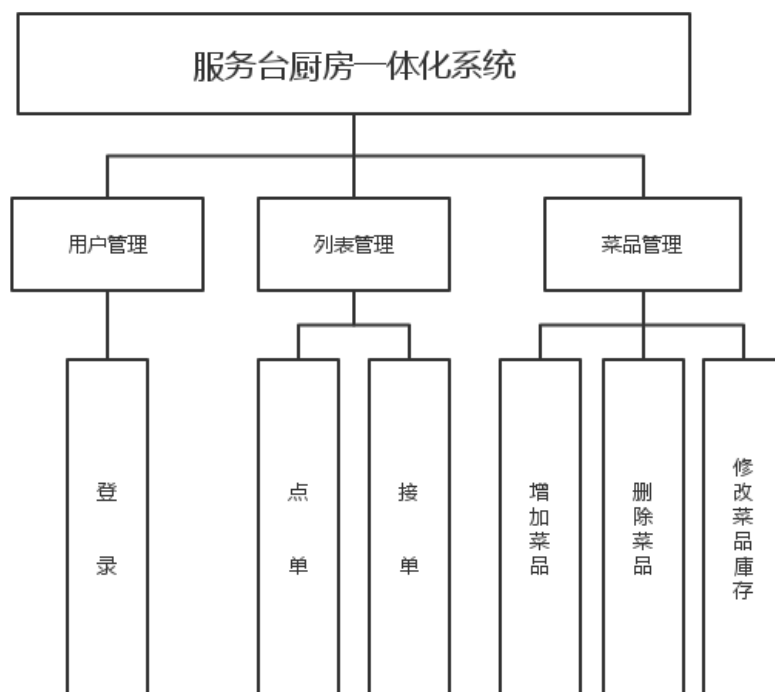 服务台厨房一体化系统
用户管理
列表管理
菜品管理
登录
点单
接单
增加菜品
删除菜品
修改菜品庫存